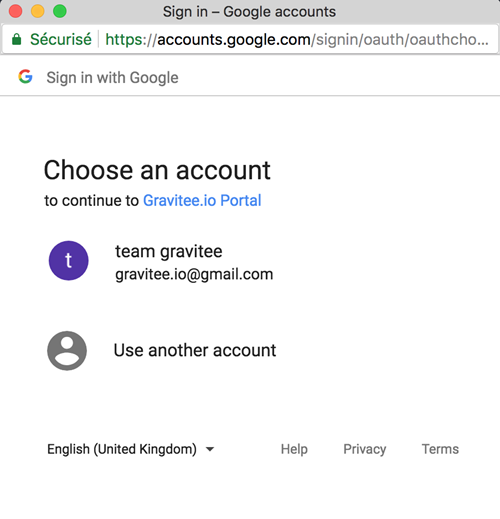 Sign in – Google accounts
Sécurisé https://accounts.google.com/signin/oauth/oauthcho...
G Sign in with Google
Choose an account
to continue to Gravitee.io Portal
t team gravitee
gravitee.io@gmail.com
Use another account
English (United Kingdom) Help Privacy Terms